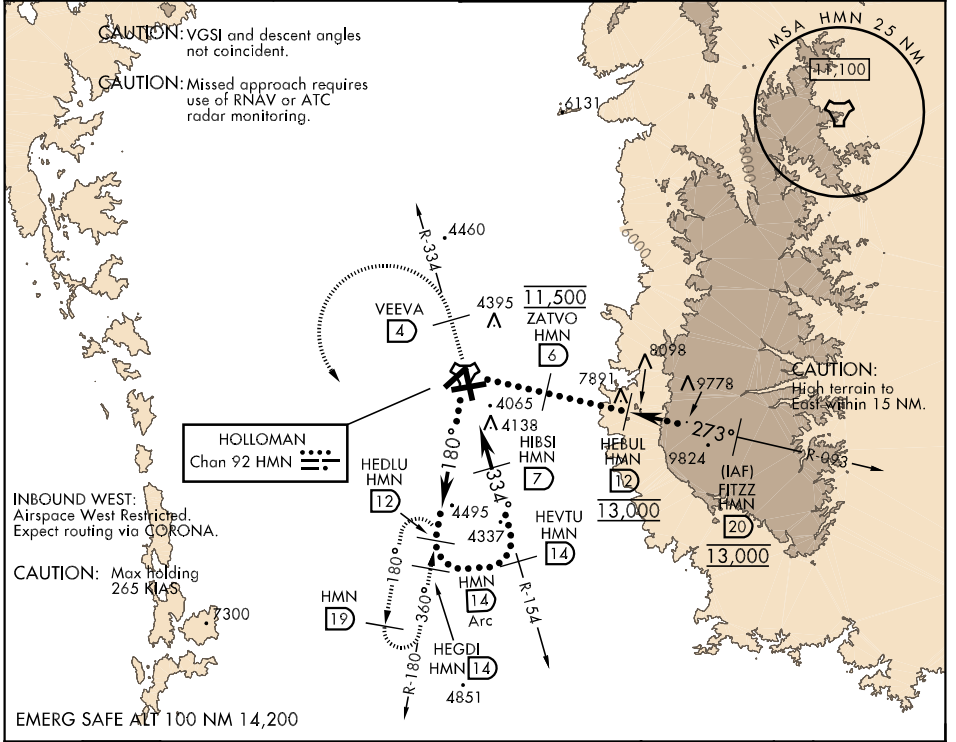 CAUTION: VGSI and descent angles
not coincident.
CAUTION: Missed approach requires
use of RNAV or ATC
radar monitoring.
MSA HMN 25 NM
11,100
6131
8000
6000
R-334
4460
VEEVA
4
4395
11,500
ZATVO
HMN
6
8098
7891
9778
CAUTION:
High terrain to
East within 15 NM.
4065
4138
273°
R-093
9824
HEBUL
HMN
12
13,000
(IAF)
FITZZ
HMN
20
13,000
HOLLOMAN
Chan 92 HMN
180°
334°
HIBSI
HMN
7
HEDLU
HMN
12
4495
4337
HEVTU
HMN
14
INBOUND WEST:
Airspace West Restricted.
Expect routing via CORONA.
CAUTION: Max holding
265 KIAS
7300
HMN
19
180°
360°
HMN
14
Arc
R-154
R-180
HEGDI
HMN 14
4851
EMERG SAFE ALT 100 NM 14,200